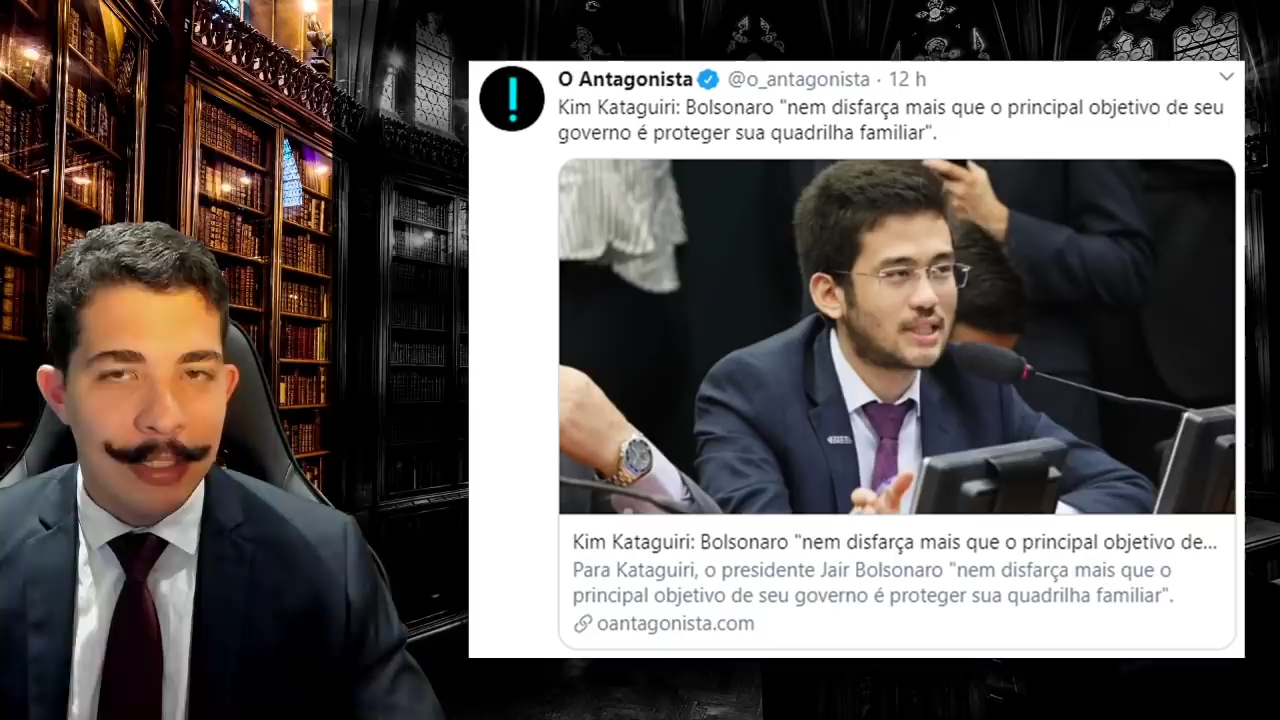 O Antagonista @o_antagonista · 12 h
Kim Kataguiri: Bolsonaro "nem disfarça mais que o principal objetivo de seu
governo é proteger sua quadrilha familiar".
Kim Kataguiri: Bolsonaro "nem disfarça mais que o principal objetivo de...
Para Kataguiri, o presidente Jair Bolsonaro "nem disfarça mais que o
principal objetivo de seu governo é proteger sua quadrilha familiar".
oantagonista.com